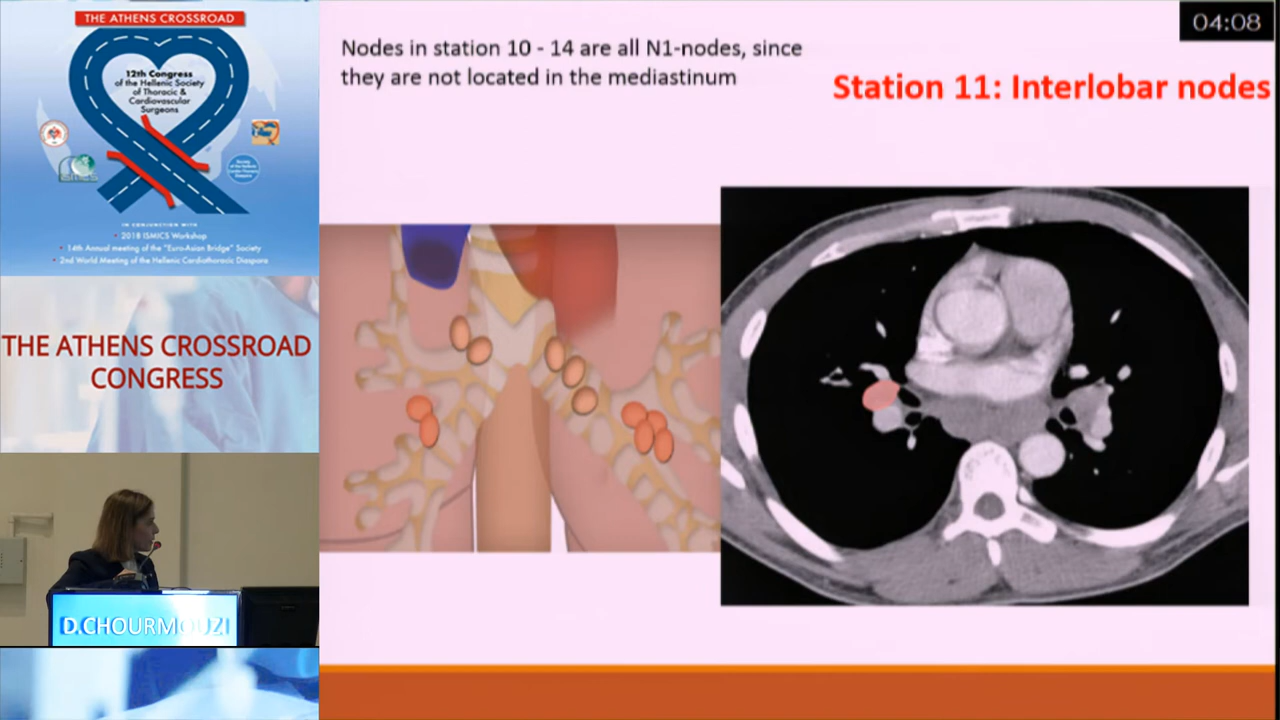 THE ATHENS CROSSROAD
12th Congress
of the Hellenic Society
of Thoracic &
Cardiovascular
Surgeons
IN CONJUNCTION WITH
• 2018 ISMICS Workshop
• 14th Annual meeting of the "Euro-Asian Bridge" Society
• 2nd World Meeting of the Hellenic Cardiothoracic Diaspora
THE ATHENS CROSSROAD
CONGRESS
D.CHOURMOUZI
04:08
Nodes in station 10 - 14 are all N1-nodes, since
they are not located in the mediastinum
Station 11: Interlobar nodes